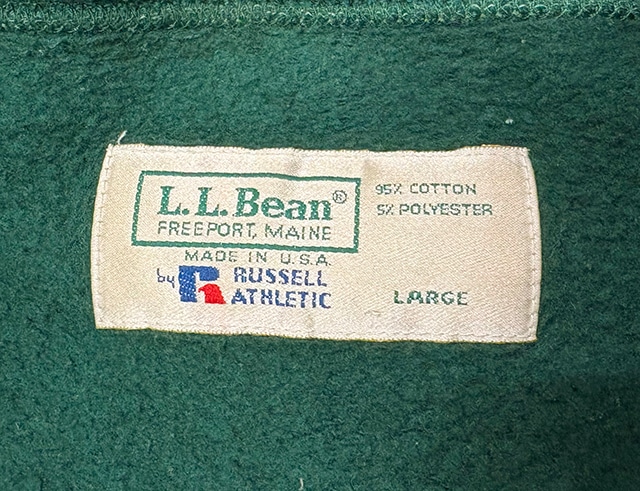 L.L.Bean®
FREEPORT, MAINE
MADE IN U.S.A.
by RUSSELL
ATHLETIC
95% COTTON
5% POLYESTER
LARGE